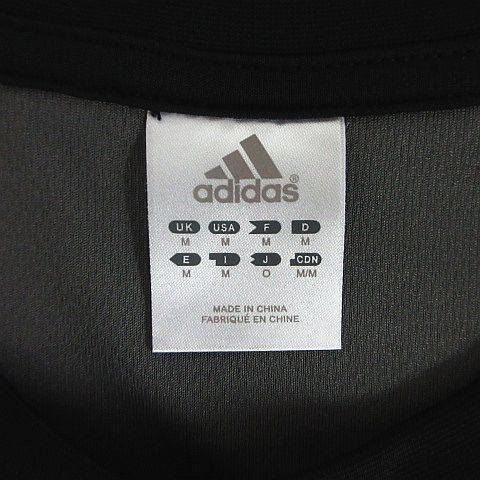 adidas
UK USA F D
M M M M
E I J CDN
M M O M/M
MADE IN CHINA
FABRIQUÉ EN CHINE